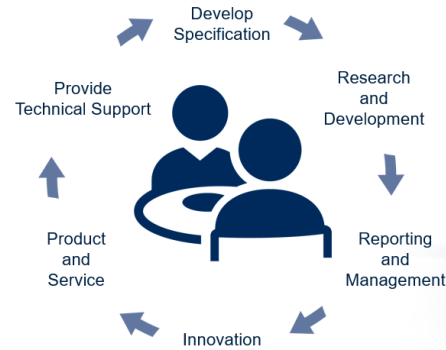 Develop
Specification
Research
and
Development
Reporting
and
Management
Innovation
Product
and
Service
Provide
Technical Support